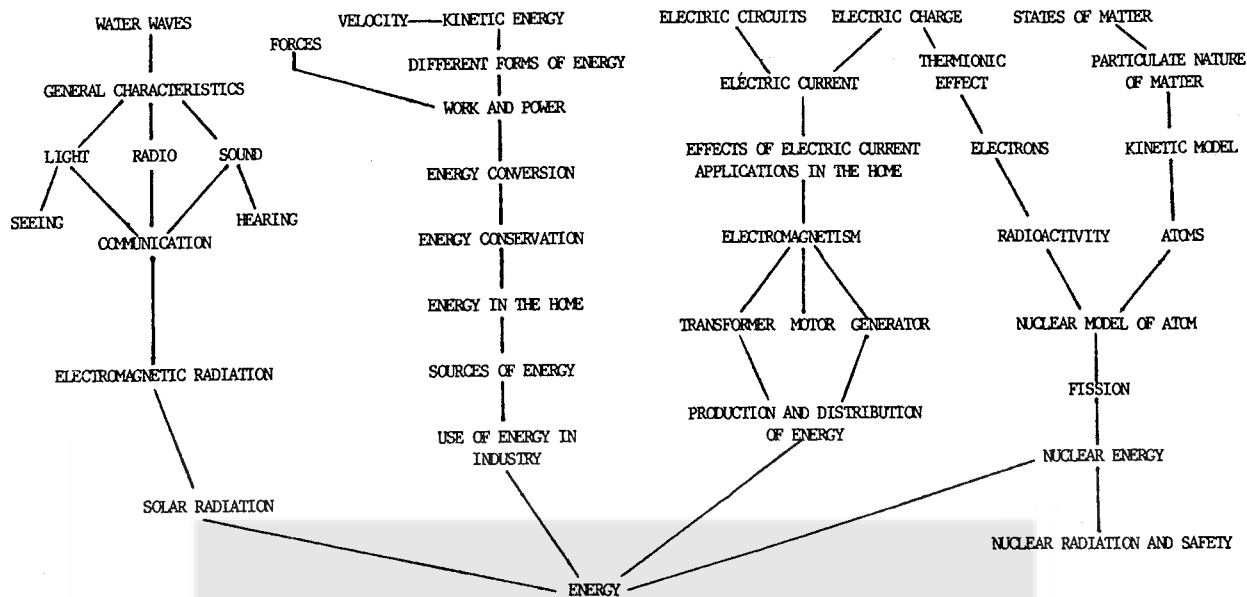 WATER WAVES
GENERAL CHARACTERISTICS
LIGHT
RADIO
SOUND
SEEING
HEARING
COMMUNICATION
ELECTROMAGNETIC RADIATION
SOLAR RADIATION
VELOCITY
KINETIC ENERGY
FORCES
DIFFERENT FORMS OF ENERGY
WORK AND POWER
ENERGY CONVERSION
ENERGY CONSERVATION
ENERGY IN THE HOME
SOURCES OF ENERGY
USE OF ENERGY IN
INDUSTRY
ELECTRIC CIRCUITS
ELECTRIC CHARGE
ELÉCTRIC CURRENT
EFFECTS OF ELECTRIC CURRENT
APPLICATIONS IN THE HOME
ELECTROMAGNETISM
TRANSFORMER
MOTOR
GENERATOR
PRODUCTION AND DISTRIBUTION
OF ENERGY
THERMIONIC
EFFECT
ELECTRONS
RADIOACTIVITY
STATES OF MATTER
PARTICULATE NATURE
OF MATTER
KINETIC MODEL
ATOMS
NUCLEAR MODEL OF ATOM
FISSION
NUCLEAR ENERGY
NUCLEAR RADIATION AND SAFETY
ENERGY